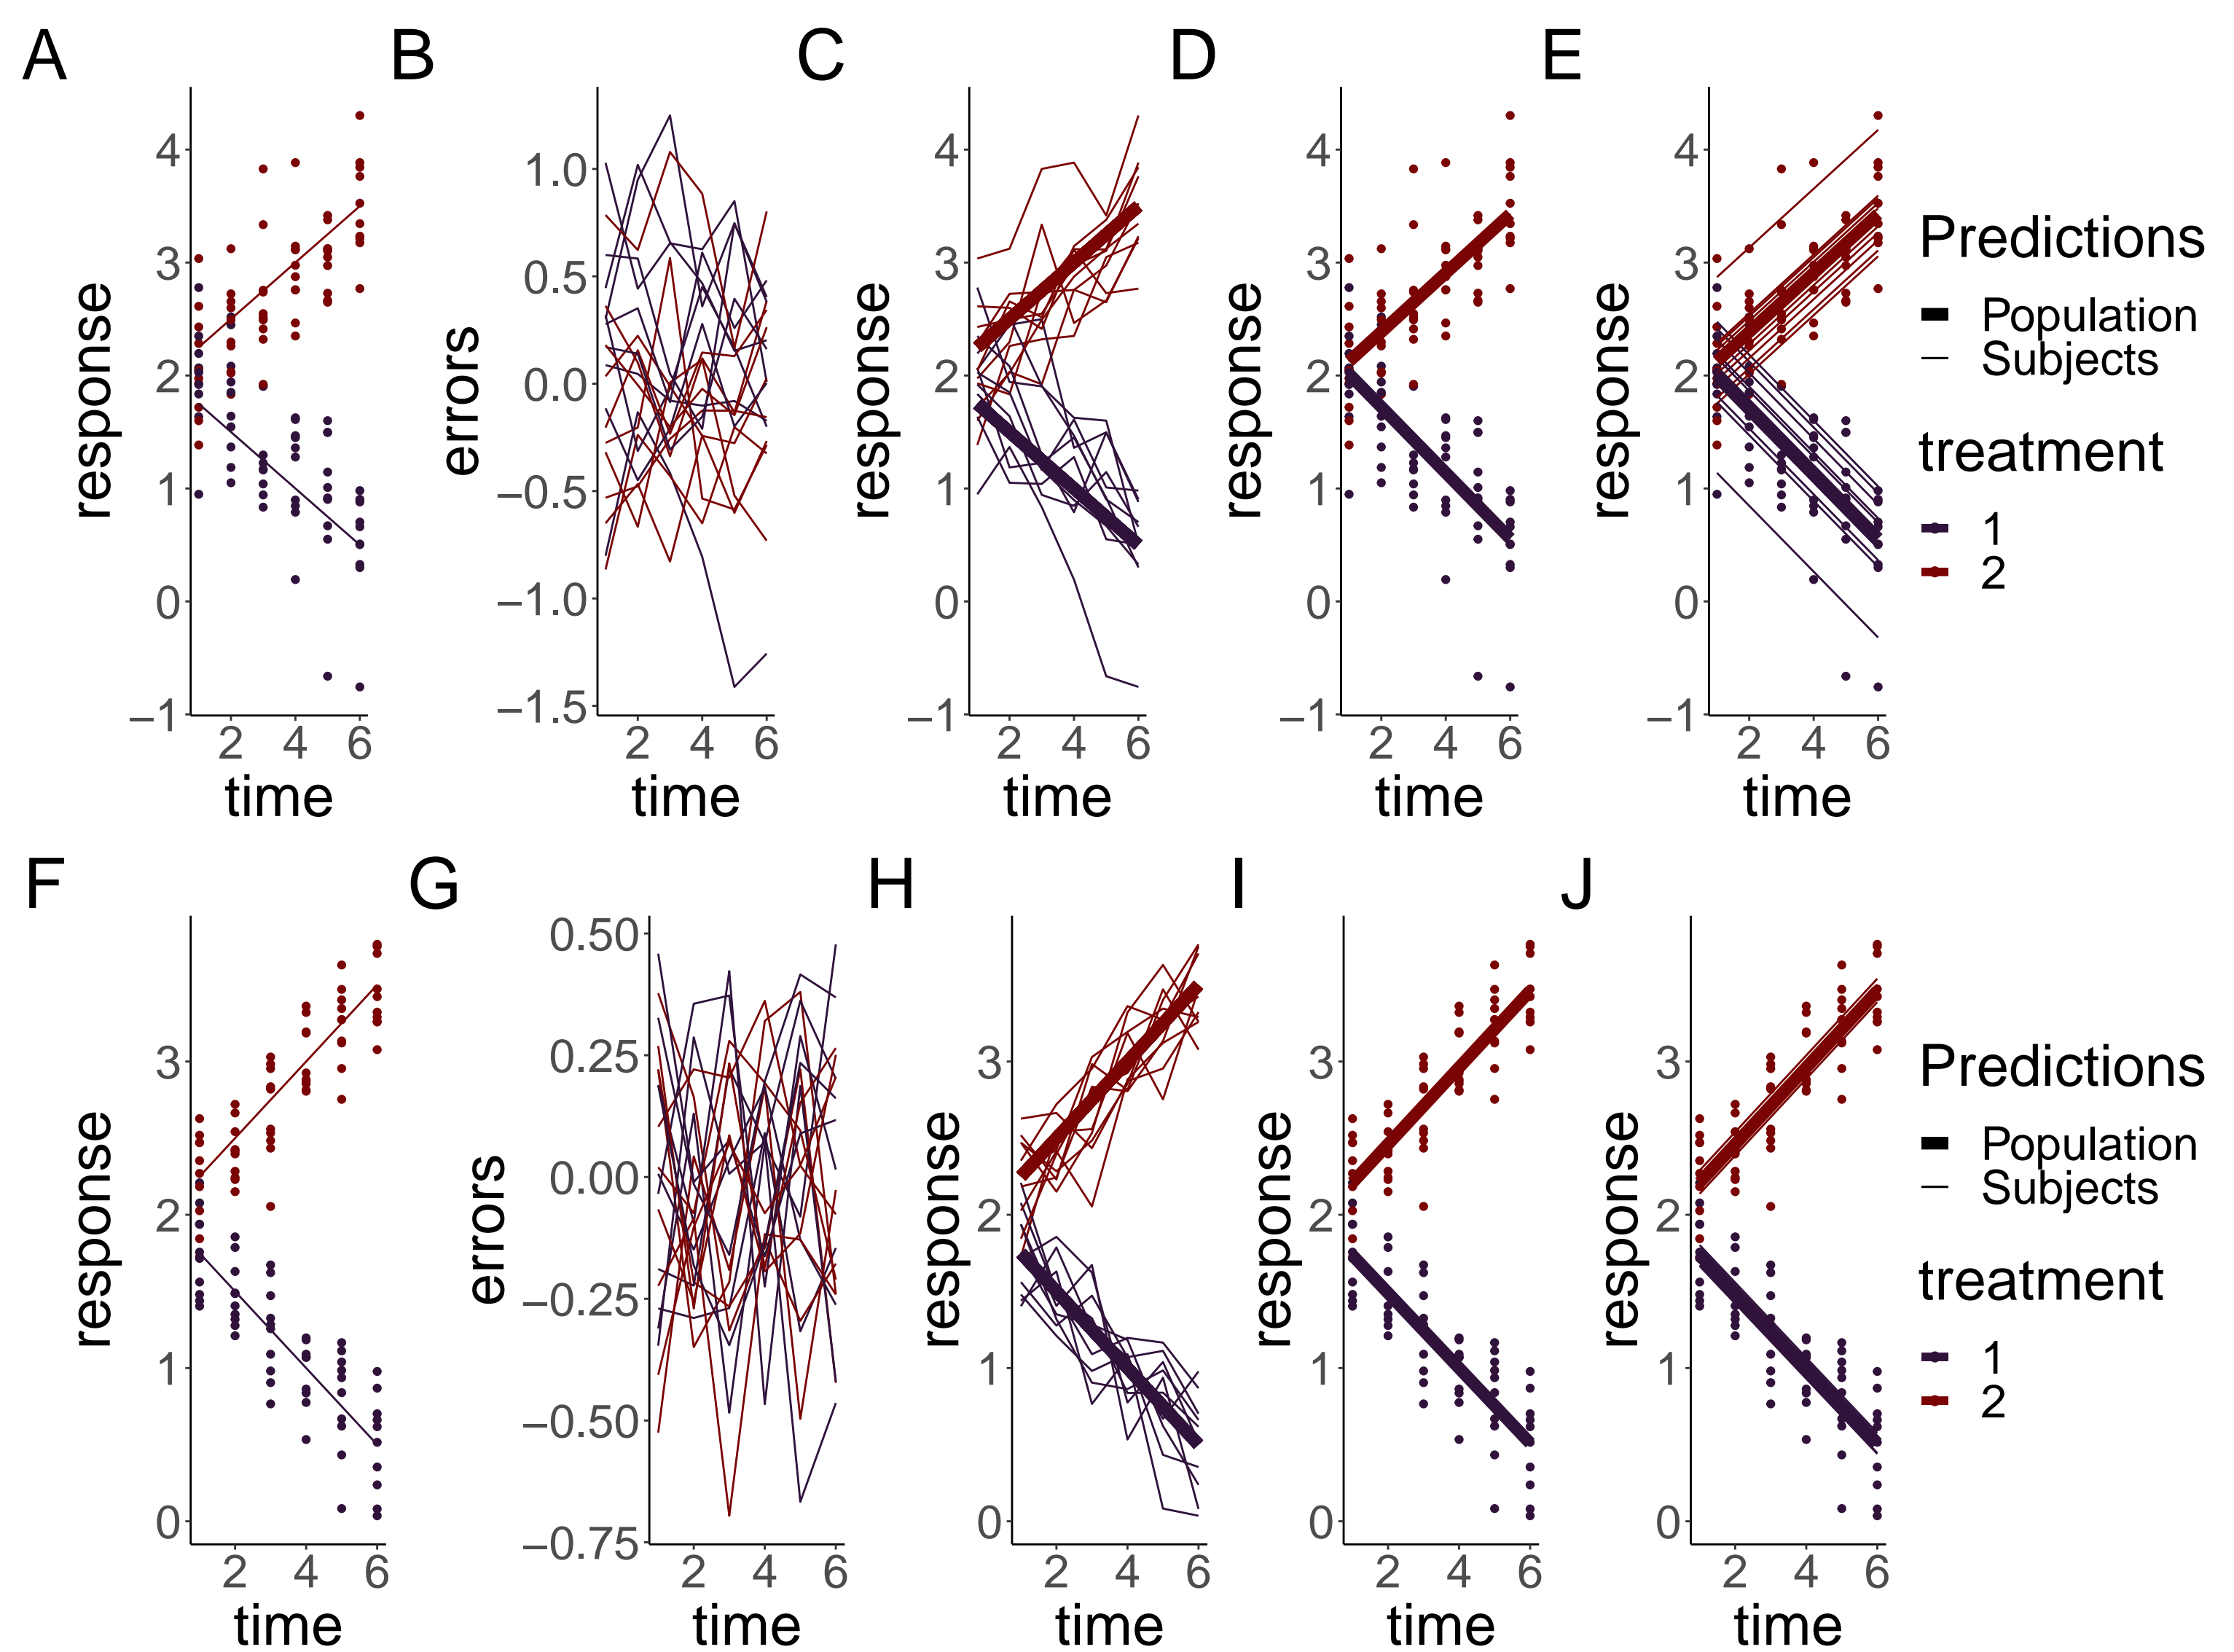 A B C D E
response
4
3
2
1
0
−1
2 4 6
time
errors
1.0
0.5
0.0
−0.5
−1.0
−1.5
2 4 6
time
response
4
3
2
1
0
−1
2 4 6
time
response
4
3
2
1
0
−1
2 4 6
time
response
4
3
2
1
0
−1
2 4 6
time
Predictions
Population
Subjects
treatment
1
2
F G H I J
response
3
2
1
0
2 4 6
time
errors
0.50
0.25
0.00
−0.25
−0.50
−0.75
2 4 6
time
response
3
2
1
0
2 4 6
time
response
3
2
1
0
2 4 6
time
response
3
2
1
0
2 4 6
time
Predictions
Population
Subjects
treatment
1
2